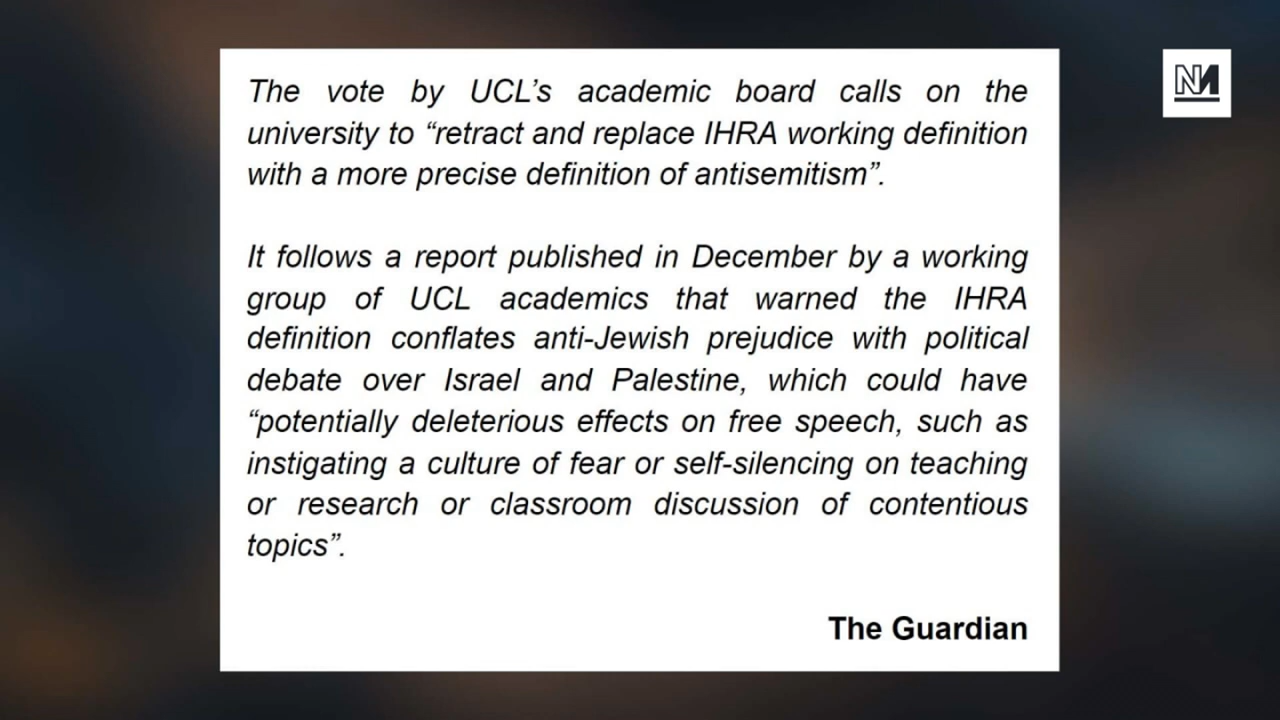 The vote by UCL’s academic board calls on the
university to “retract and replace IHRA working definition
with a more precise definition of antisemitism”.
It follows a report published in December by a working
group of UCL academics that warned the IHRA
definition conflates anti-Jewish prejudice with political
debate over Israel and Palestine, which could have
“potentially deleterious effects on free speech, such as
instigating a culture of fear or self-silencing on teaching
or research or classroom discussion of contentious
topics”.
The Guardian